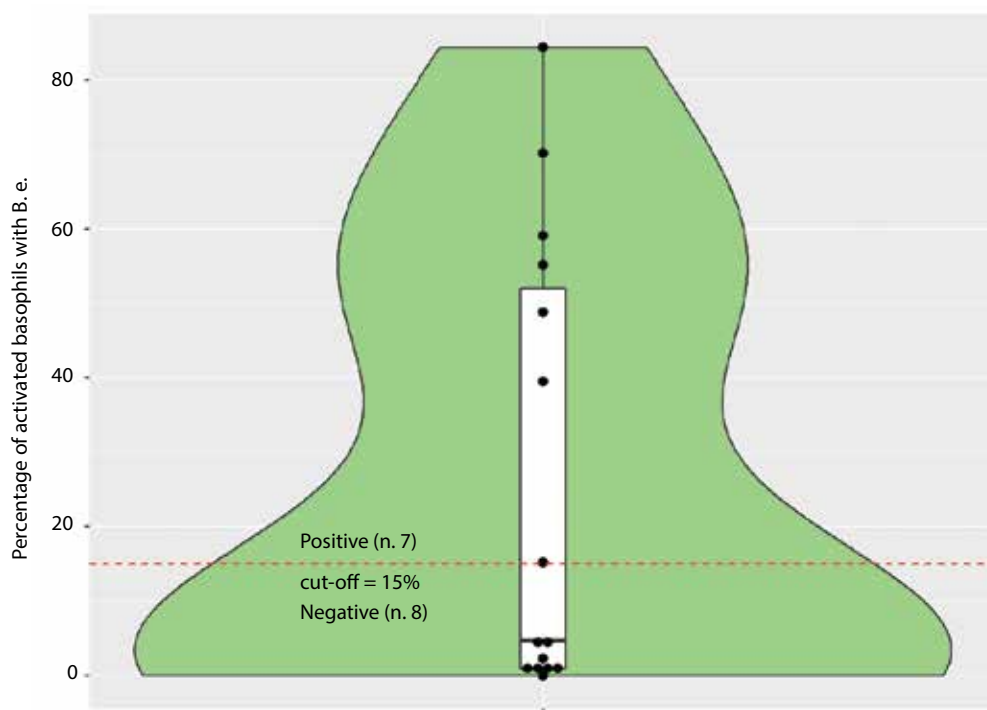 Percentage of activated basophils with B. e.
80
60
40
20
0
Positive (n. 7)
cut-off = 15%
Negative (n. 8)